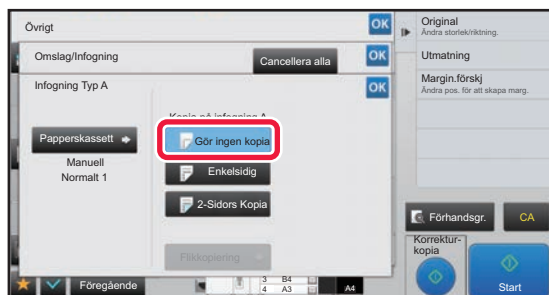 Övrigt
OK
Omslag/Infogning
Cancellera alla
OK
Infogning Typ A
OK
Kopia på infogning A
Papperskassett
Manuell
Normalt 1
Gör ingen kopia
Enkelsidig
2-Sidors Kopia
Flikkopiering
Föregående
3 B4
4 A3
A4
Original
Ändra storlek/riktning.
Utmatning
Margin.förskj
Ändra pos. för att skapa marg.
Förhandsgr.
CA
Korrektur-
kopia
Start